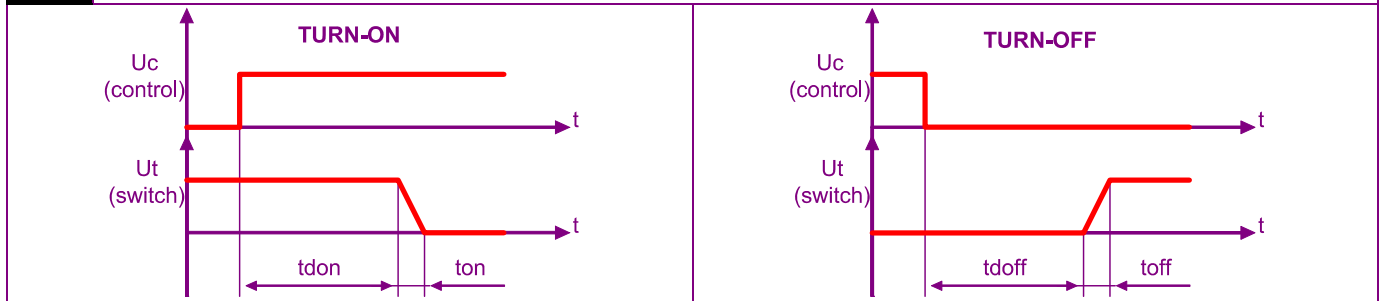 TURN-ON
Uc
(control)
t
Ut
(switch)
t
tdon
ton
TURN-OFF
Uc
(control)
t
Ut
(switch)
t
tdoff
toff